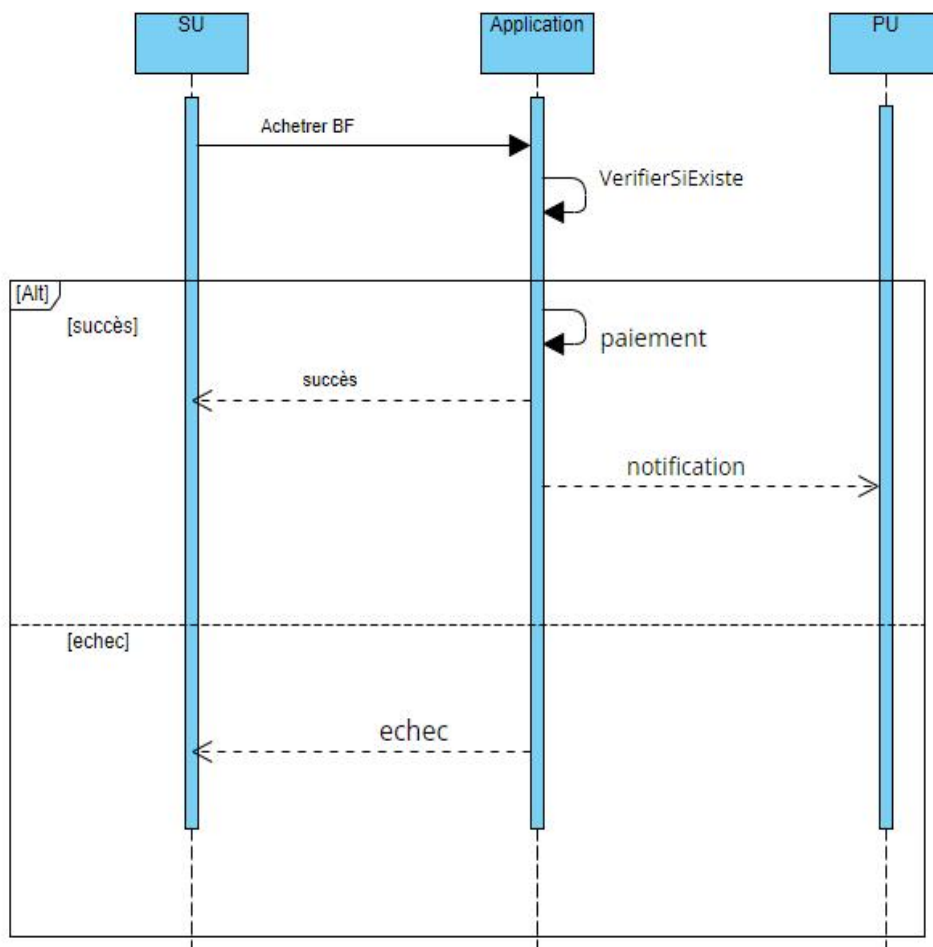 SU
Application
PU
Achetrer BF
VerifierSiExiste
[Alt]
[succès]
paiement
succès
notification
[echec]
echec